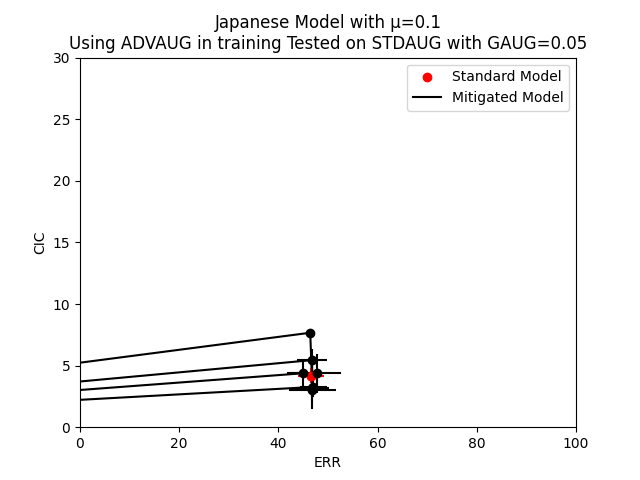 Japanese Model with μ=0.1
Using ADVAUG in training Tested on STDAUG with GAUG=0.05
Standard Model
Mitigated Model
CIC
30
25
20
15
10
5
0
0 20 40 60 80 100
ERR